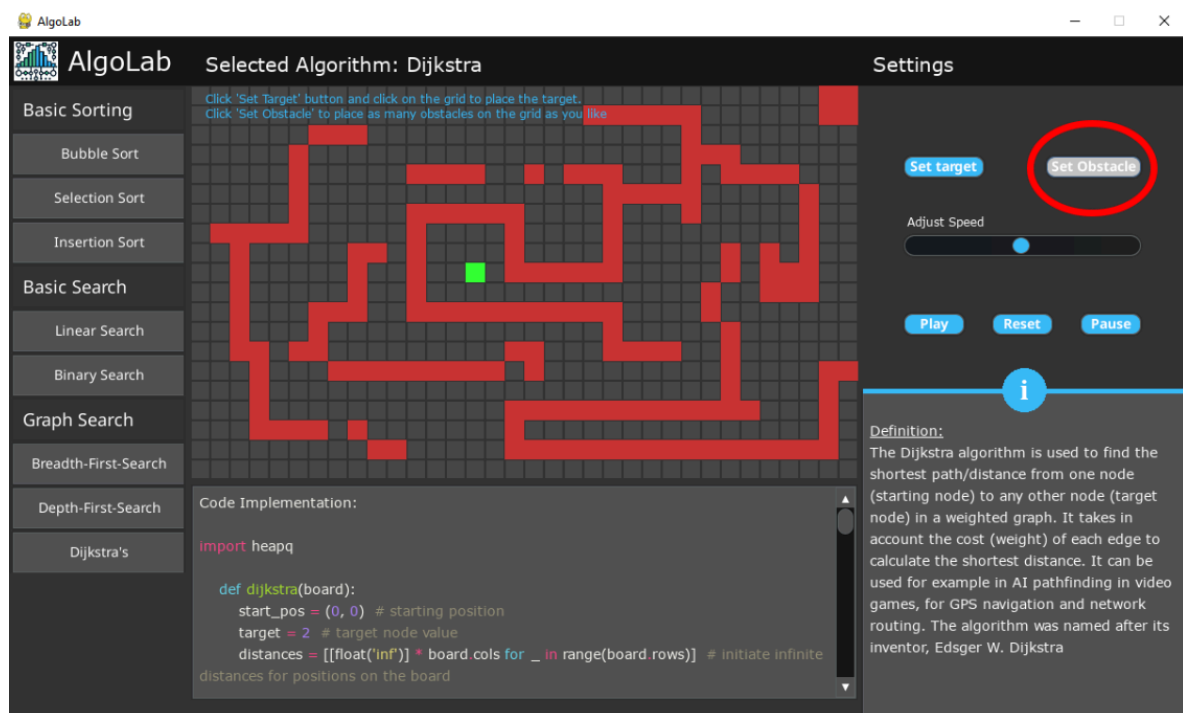 AlgoLab
AlgoLab
Selected Algorithm: Dijkstra
Settings
Basic Sorting
Bubble Sort
Selection Sort
Insertion Sort
Basic Search
Linear Search
Binary Search
Graph Search
Breadth-First-Search
Depth-First-Search
Dijkstra's
Click 'Set Target' button and click on the grid to place the target.
Click 'Set Obstacle' to place as many obstacles on the grid as you like
Code Implementation:
import heapq
def dijkstra(board):
start_pos = (0, 0)  # starting position
target = 2  # target node value
distances = [[float('inf')] * board.cols for _ in range(board.rows)]  # initiate infinite
distances for positions on the board
Set target
Set Obstacle
Adjust Speed
Play
Reset
Pause
i
Definition:
The Dijkstra algorithm is used to find the
shortest path/distance from one node
(starting node) to any other node (target
node) in a weighted graph. It takes in
account the cost (weight) of each edge to
calculate the shortest distance. It can be
used for example in AI pathfinding in video
games, for GPS navigation and network
routing. The algorithm was named after its
inventor, Edsger W. Dijkstra